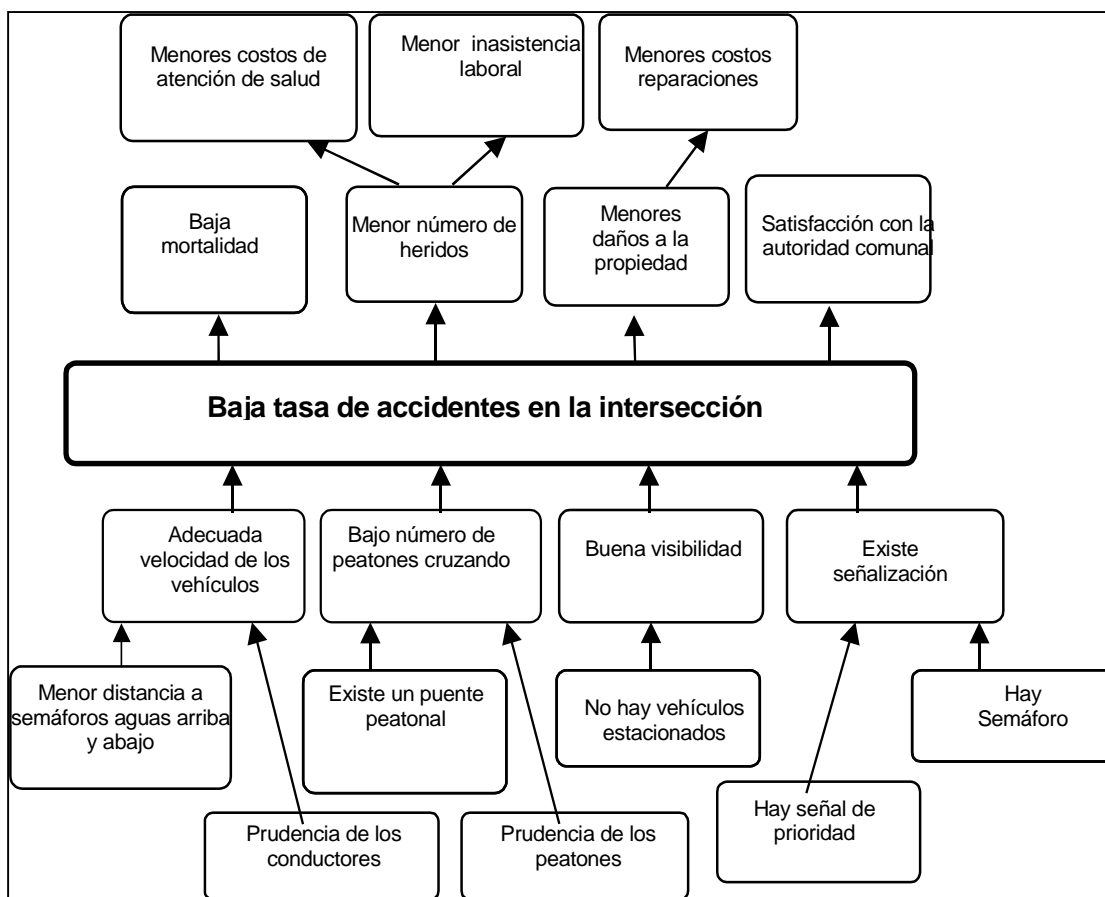 Menores costos de
atención de salud
Menor inasistencia
laboral
Menores costos
reparaciones
Baja
mortalidad
Menor número de
heridos
Menores
daños a la
propiedad
Satisfacción con la
autoridad comunal
Baja tasa de accidentes en la intersección
Adecuada
velocidad de los
vehículos
Bajo número de
peatones cruzando
Buena visibilidad
Existe
señalización
Menor distancia a
semáforos aguas arriba
y abajo
Existe un puente
peatonal
No hay vehículos
estacionados
Hay
Semáforo
Prudencia de los
conductores
Prudencia de los
peatones
Hay señal de
prioridad